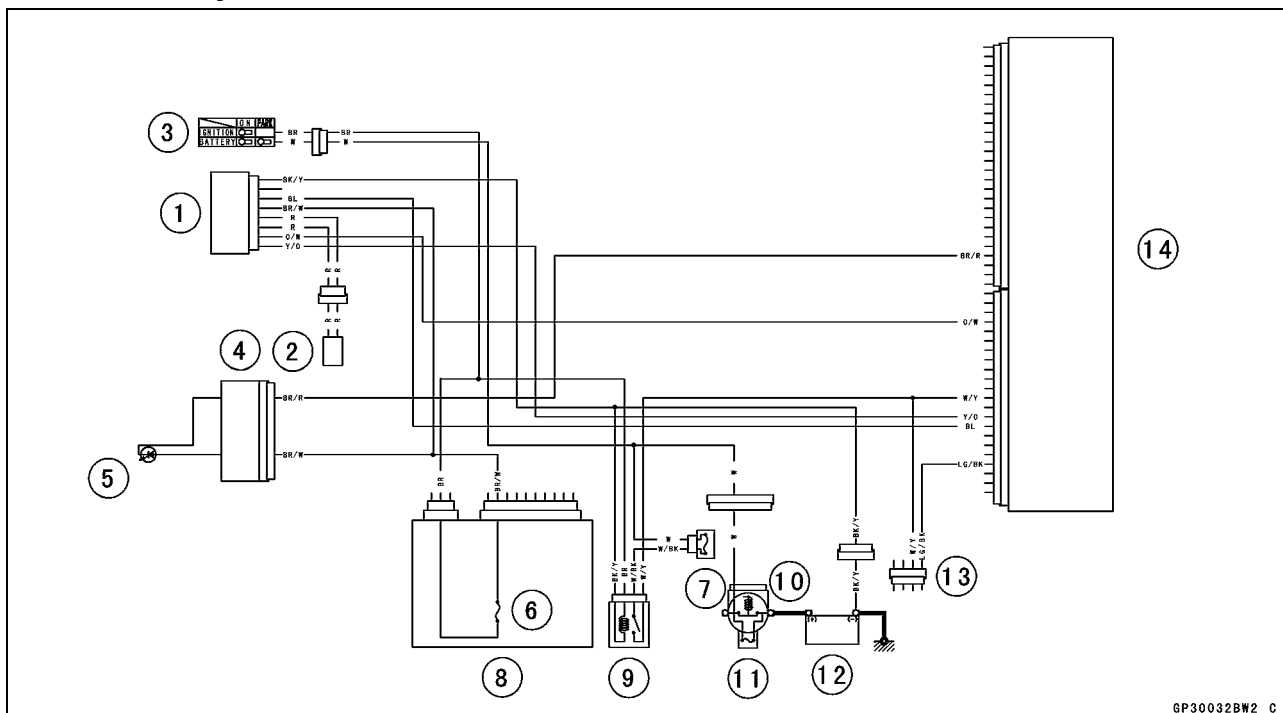 ON PARK
IGNITION
BATTERY
3
BR BR
W W
1
BK/Y
BL
BR/W
R
R
O/W
Y/O
R R
R R
4 2
BR/R
BR/W
5
BR
BR/W
6
8
BK/Y BR W/BK W/Y
9
W
W/BK
7
W
W
10
11
BK/Y
BK/Y
(+) (-)
12
W/Y LG/BK
13
BR/R
O/W
W/Y
Y/O
BL
LG/BK
14
GP30032BW2 C